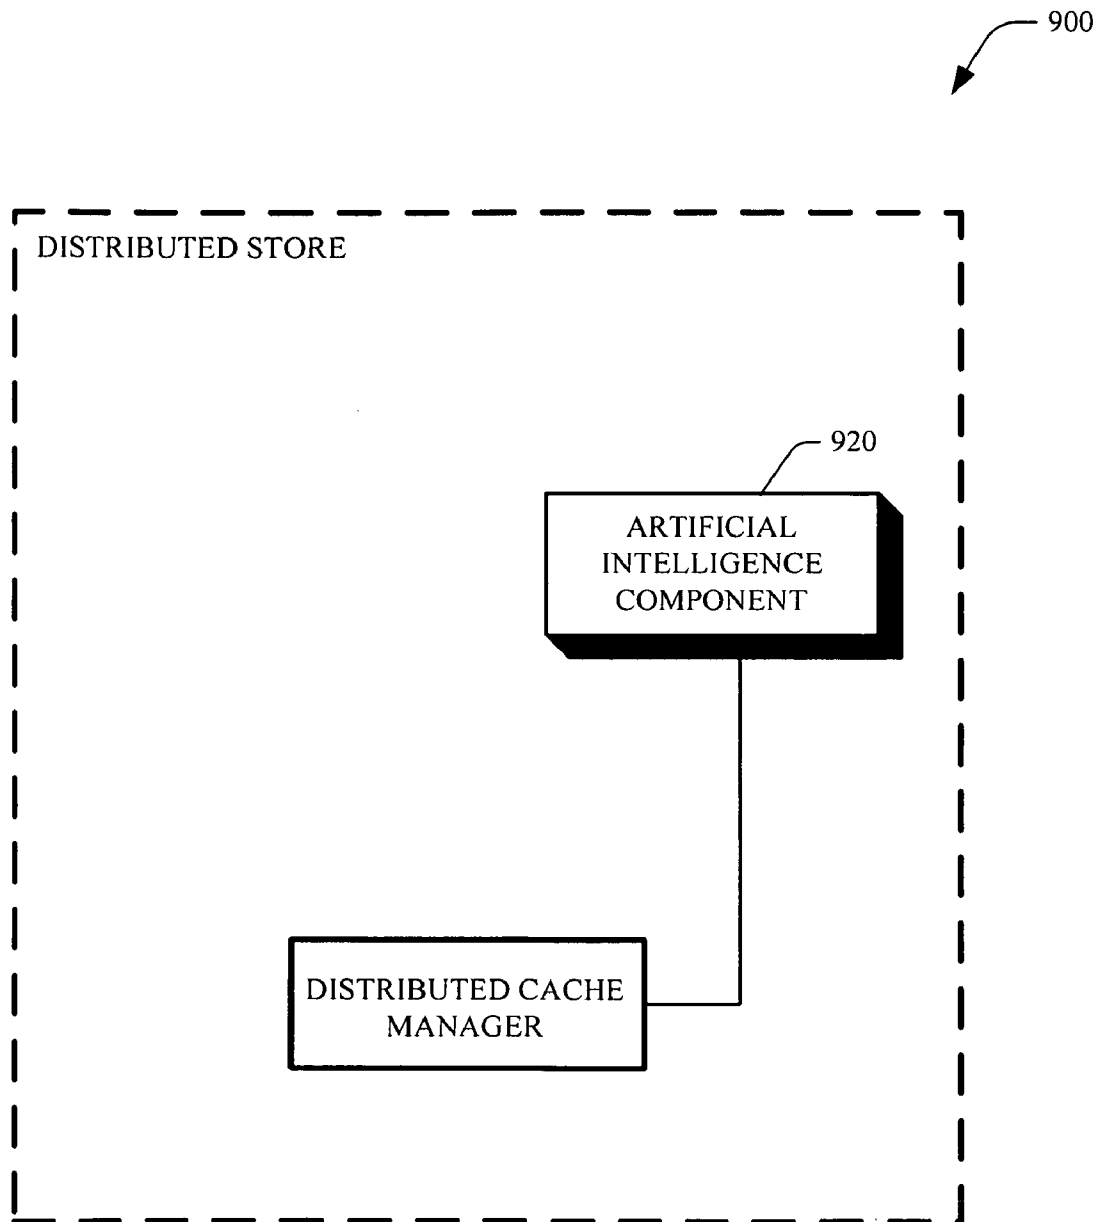 900
DISTRIBUTED STORE
920
ARTIFICIAL
INTELLIGENCE
COMPONENT
DISTRIBUTED CACHE
MANAGER